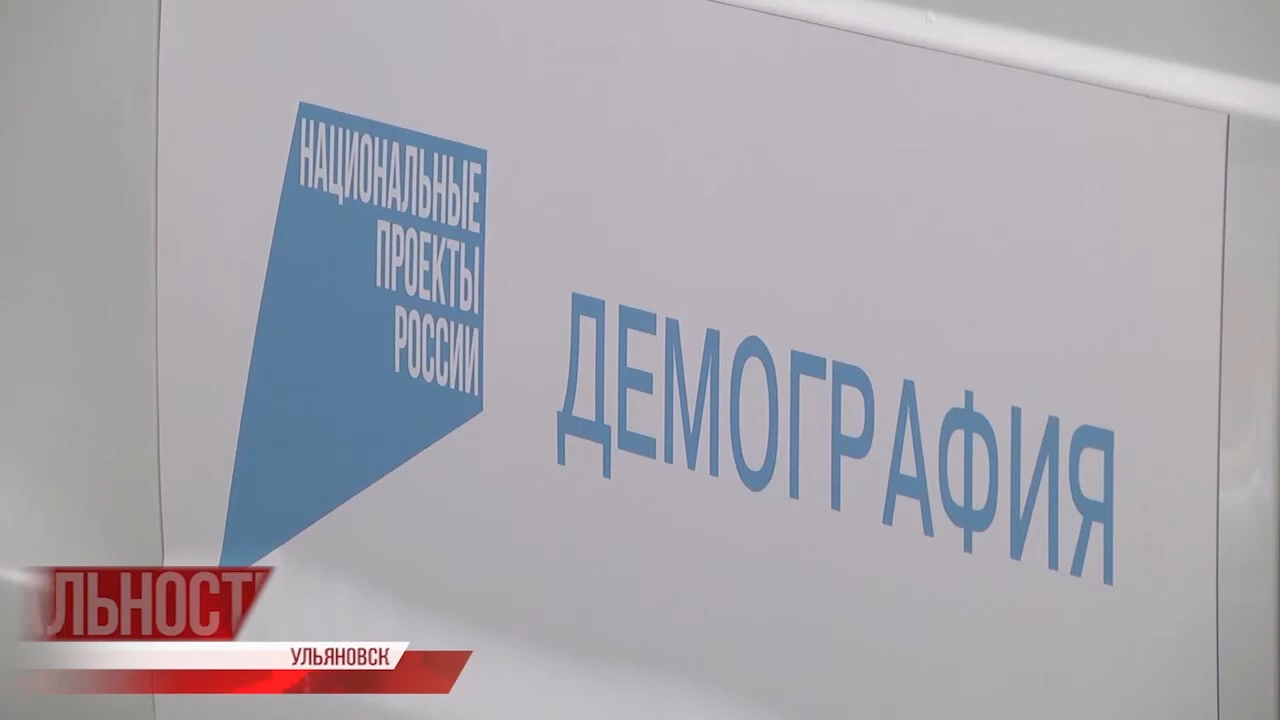 НАЦИОНАЛЬНЫЕ
ПРОЕКТЫ
РОССИИ
ДЕМОГРАФИЯ
УЛЬЯНОВСК